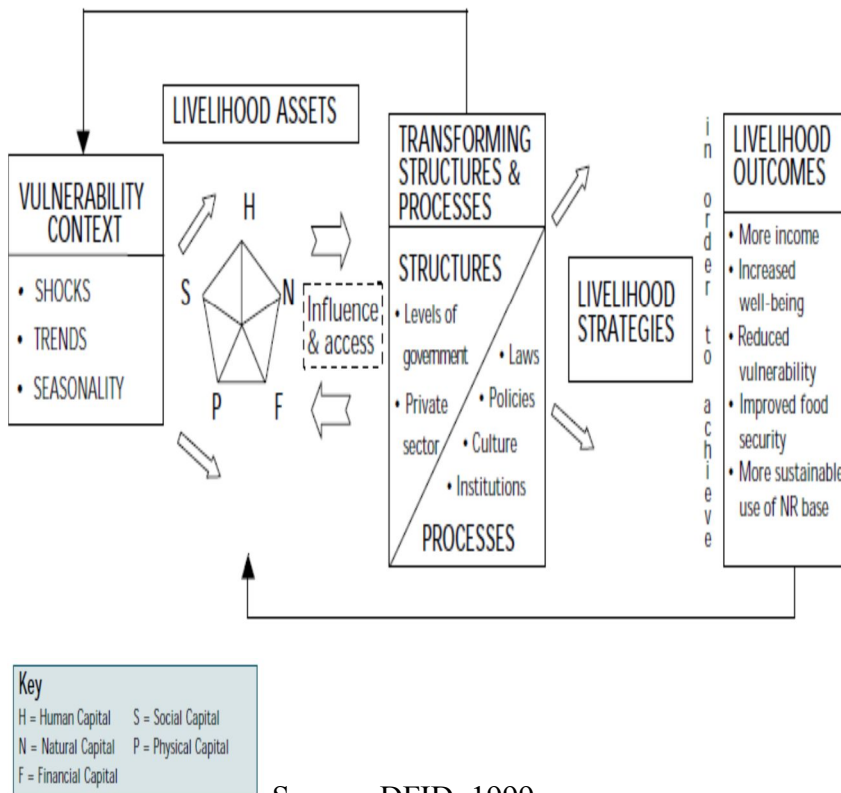 LIVELIHOOD ASSETS
VULNERABILITY
CONTEXT
• SHOCKS
• TRENDS
• SEASONALITY
H
S
N
P
F
Influence
& access
TRANSFORMING
STRUCTURES &
PROCESSES
STRUCTURES
• Levels of
government
• Private
sector
• Laws
• Policies
• Culture
• Institutions
PROCESSES
LIVELIHOOD
STRATEGIES
in order to achieve
LIVELIHOOD
OUTCOMES
• More income
• Increased
well-being
• Reduced
vulnerability
• Improved food
security
• More sustainable
use of NR base
Key
H = Human Capital S = Social Capital
N = Natural Capital P = Physical Capital
F = Financial Capital
DFID